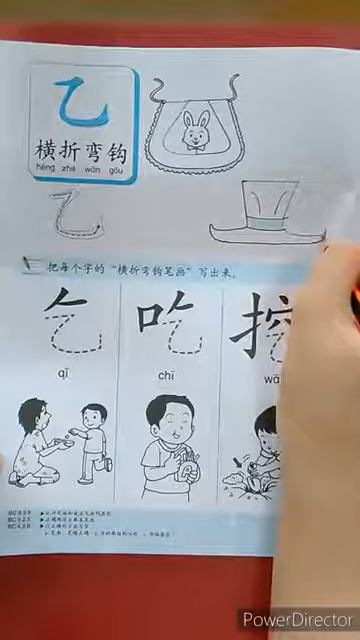 乙
横折弯钩
héng zhé wān gōu
乙
把每个字的“横折弯钩笔画”写出来。
乞 吃 挖
qǐ chī wā
PowerDirector